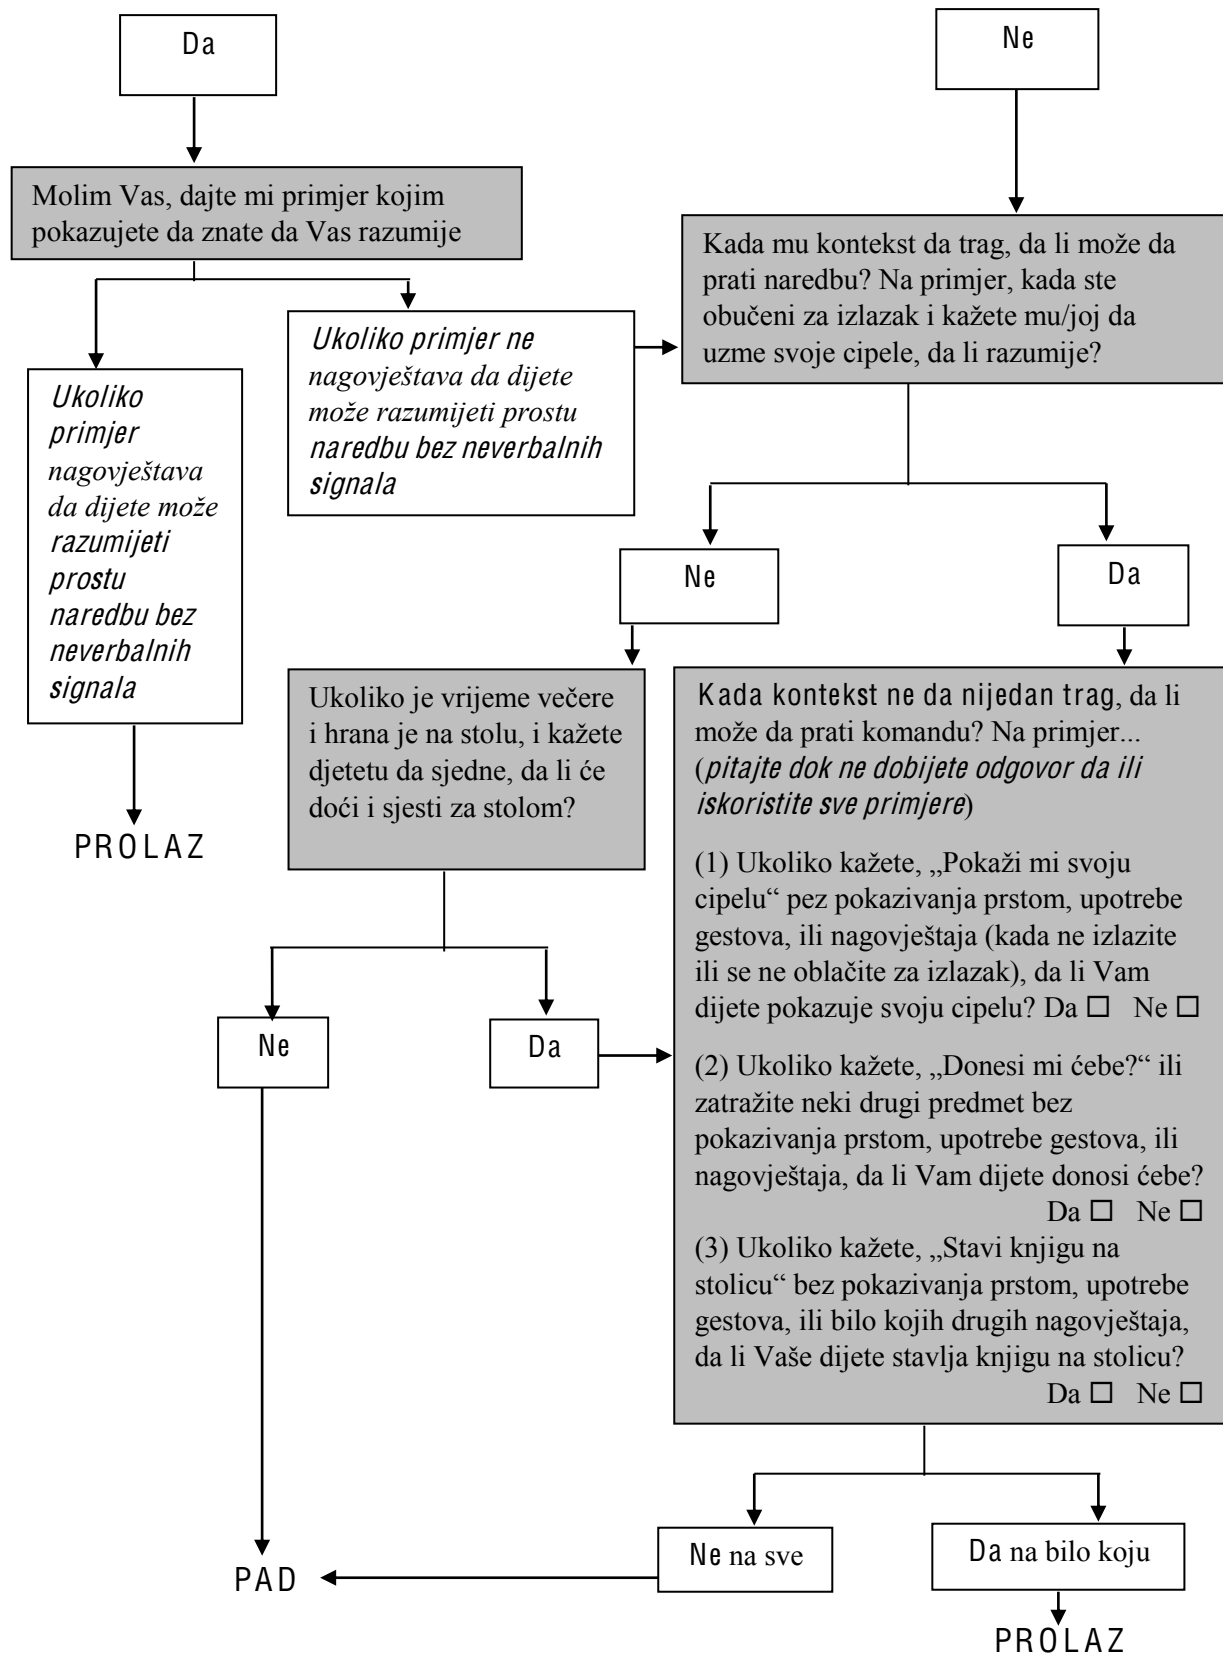 Da
Ne
Molim Vas, dajte mi primjer kojim
pokazujete da znate da Vas razumije
Kada mu kontekst da trag, da li može da
prati naredbu? Na primjer, kada ste
obučeni za izlazak i kažete mu/joj da
uzme svoje cipele, da li razumije?
Ukoliko primjer ne
nagovještava da dijete
može razumijeti prostu
naredbu bez neverbalnih
signala
Ukoliko
primjer
nagovještava
da dijete može
razumijeti
prostu
naredbu bez
neverbalnih
signala
PROLAZ
Ne
Da
Ukoliko je vrijeme večere
i hrana je na stolu, i kažete
djetetu da sjedne, da li će
doći i sjesti za stolom?
Ne
Da
Kada kontekst ne da nijedan trag, da li
može da prati komandu? Na primjer...
(pitajte dok ne dobijete odgovor da ili
iskoristite sve primjere)
(1) Ukoliko kažete, „Pokaži mi svoju
cipelu“ pez pokazivanja prstom, upotrebe
gestova, ili nagovještaja (kada ne izlazite
ili se ne oblačite za izlazak), da li Vam
dijete pokazuje svoju cipelu? Da ☐ Ne ☐
(2) Ukoliko kažete, „Donesi mi ćebe?“ ili
zatražite neki drugi predmet bez
pokazivanja prstom, upotrebe gestova, ili
nagovještaja, da li Vam dijete donosi ćebe?
Da ☐ Ne ☐
(3) Ukoliko kažete, „Stavi knjigu na
stolicu“ bez pokazivanja prstom, upotrebe
gestova, ili bilo kojih drugih nagovještaja,
da li Vaše dijete stavlja knjigu na stolicu?
Da ☐ Ne ☐
Ne na sve
Da na bilo koju
PAD
PROLAZ